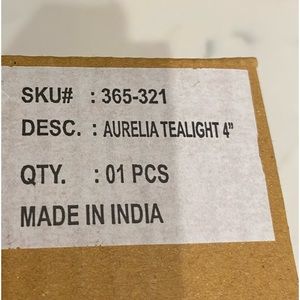 SKU# : 365-321
DESC. : AURELIA TEALIGHT 4"
QTY. : 01 PCS
MADE IN INDIA